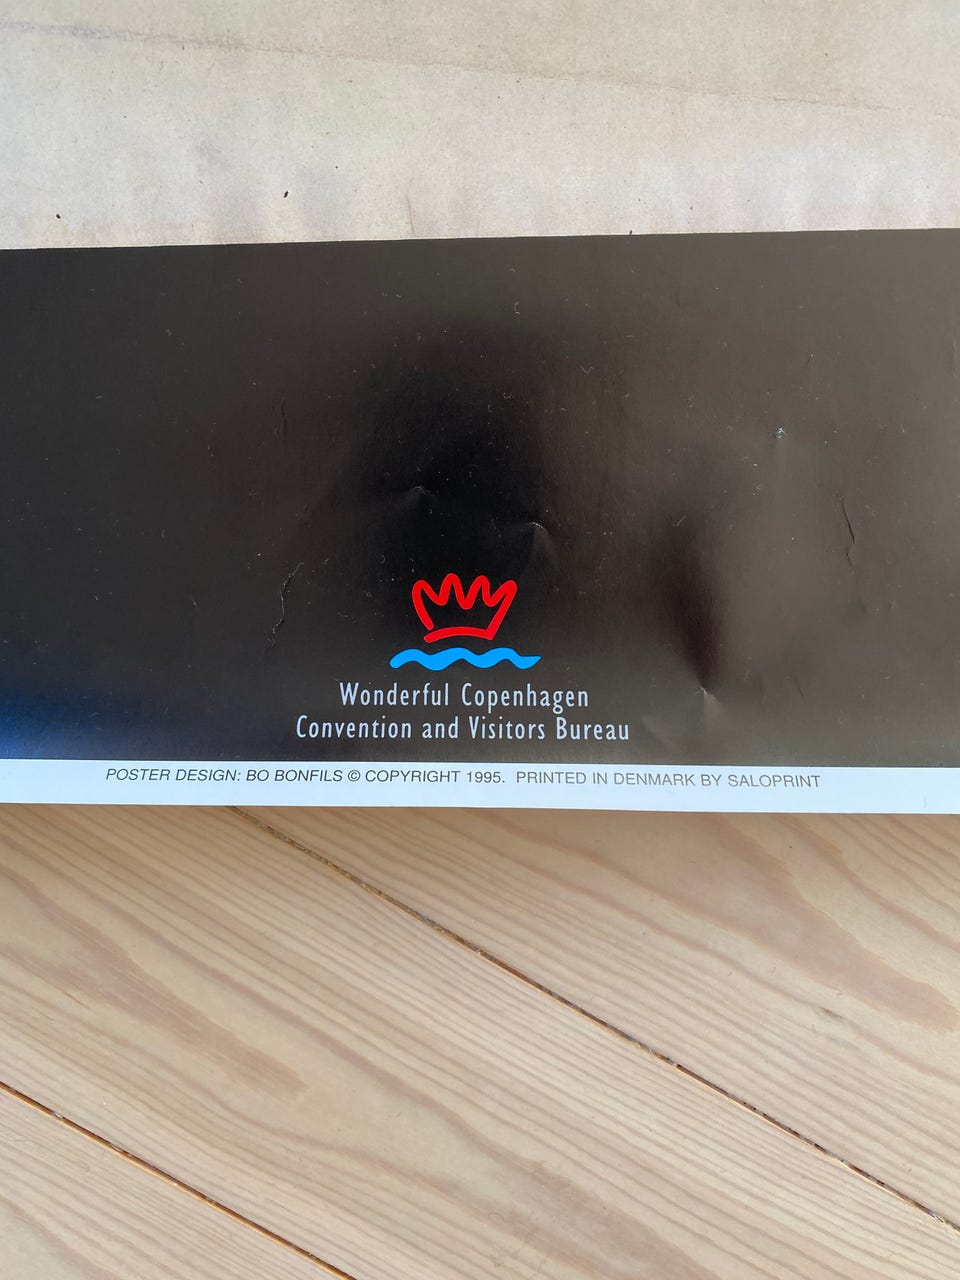 Wonderful Copenhagen
Convention and Visitors Bureau
POSTER DESIGN: BO BONFILS © COPYRIGHT 1995. PRINTED IN DENMARK BY SALOPRINT